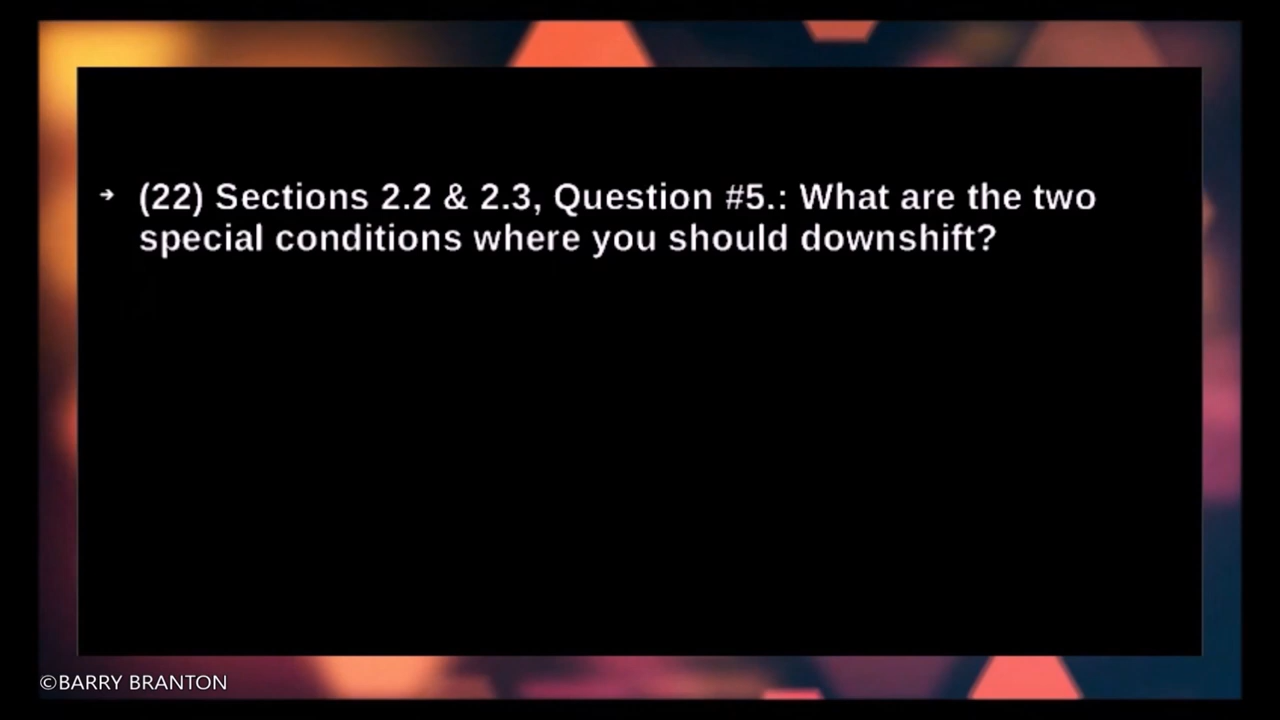 (22) Sections 2.2 & 2.3, Question #5.: What are the two
special conditions where you should downshift?
©BARRY BRANTON